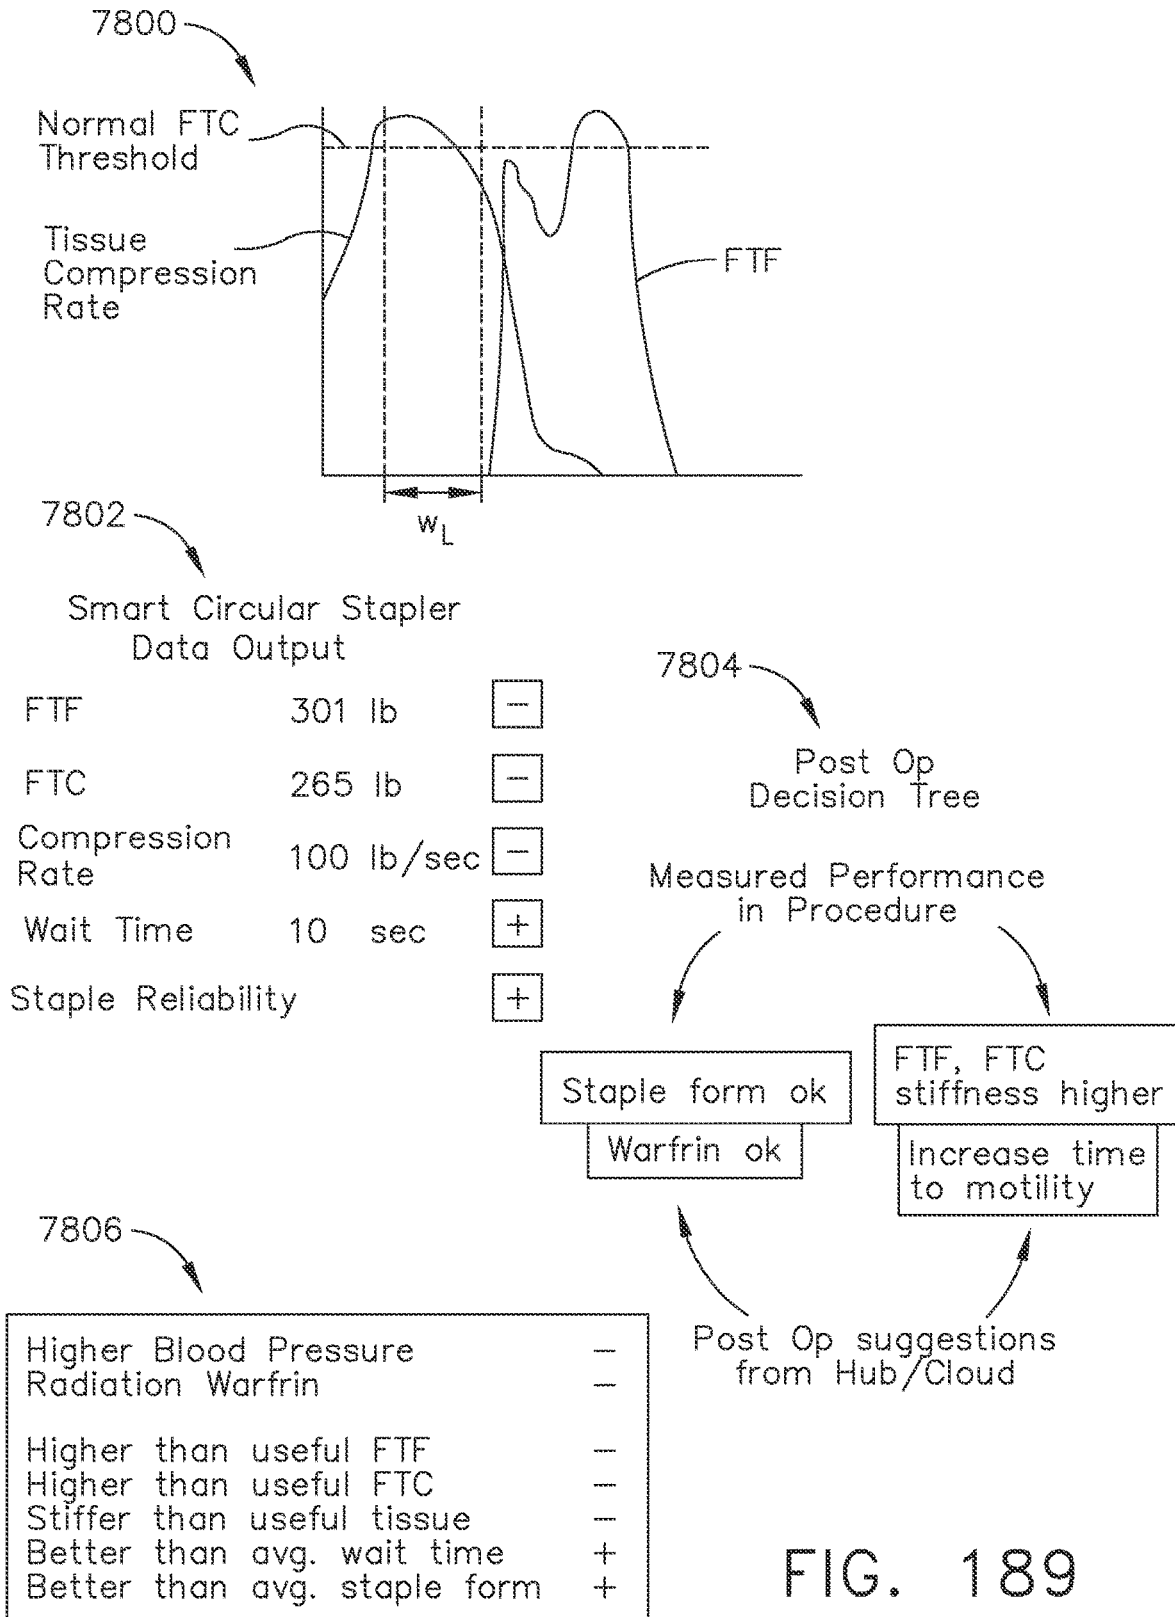 7800
Normal FTC
Threshold
Tissue
Compression
Rate
FTF
wL
7802
Smart Circular Stapler
Data Output
FTF 301 lb −
FTC 265 lb −
Compression
Rate 100 lb/sec −
Wait Time 10 sec +
Staple Reliability +
7804
Post Op
Decision Tree
Measured Performance
in Procedure
Staple form ok
Warfrin ok
FTF, FTC
stiffness higher
Increase time
to motility
Post Op suggestions
from Hub/Cloud
7806
Higher Blood Pressure −
Radiation Warfrin −
Higher than useful FTF −
Higher than useful FTC −
Stiffer than useful tissue −
Better than avg. wait time +
Better than avg. staple form +
FIG. 189